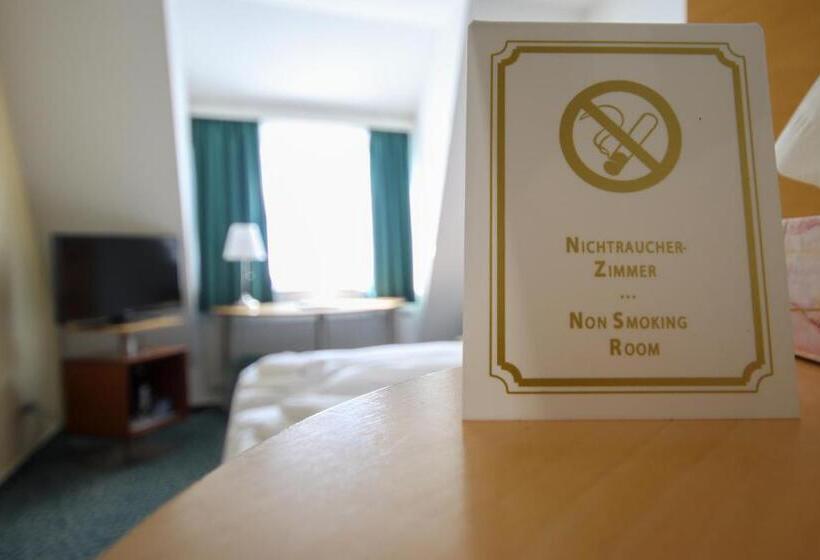 NICHTRAUCHER-
ZIMMER
...
NON SMOKING
ROOM